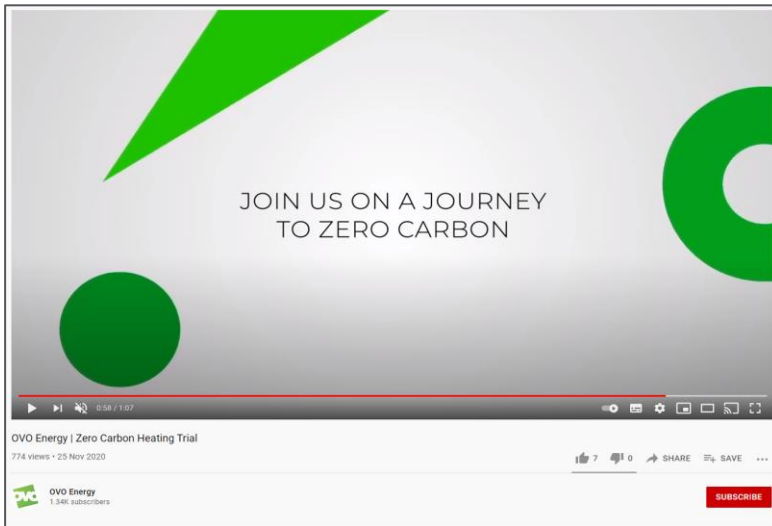 JOIN US ON A JOURNEY
TO ZERO CARBON
0:58 / 1:07
OVO Energy | Zero Carbon Heating Trial
774 views • 25 Nov 2020
7
0
SHARE
SAVE
OVO
OVO Energy
1.34K subscribers
SUBSCRIBE